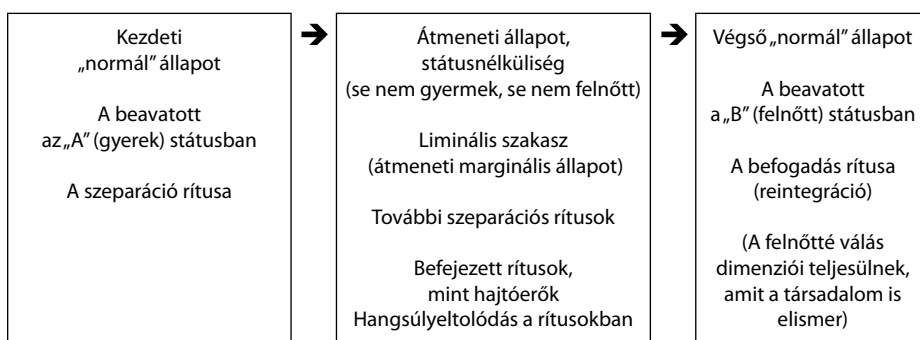 Kezdeti
„normál” állapot
A beavatott
az „A” (gyerek) státusban
A szeparáció rítusa
Átmeneti állapot,
státusnélküliség
(se nem gyermek, se nem felnőtt)
Liminális szakasz
(átmeneti marginális állapot)
További szeparációs rítusok
Befejezett rítusok,
mint hajtóerők
Hangsúlyeltolódás a rítusokban
Végső „normál” állapot
A beavatott
a „B” (felnőtt) státusban
A befogadás rítusa
(reintegráció)
(A felnőtté válás
dimenziói teljesülnek,
amit a társadalom is
elismer)